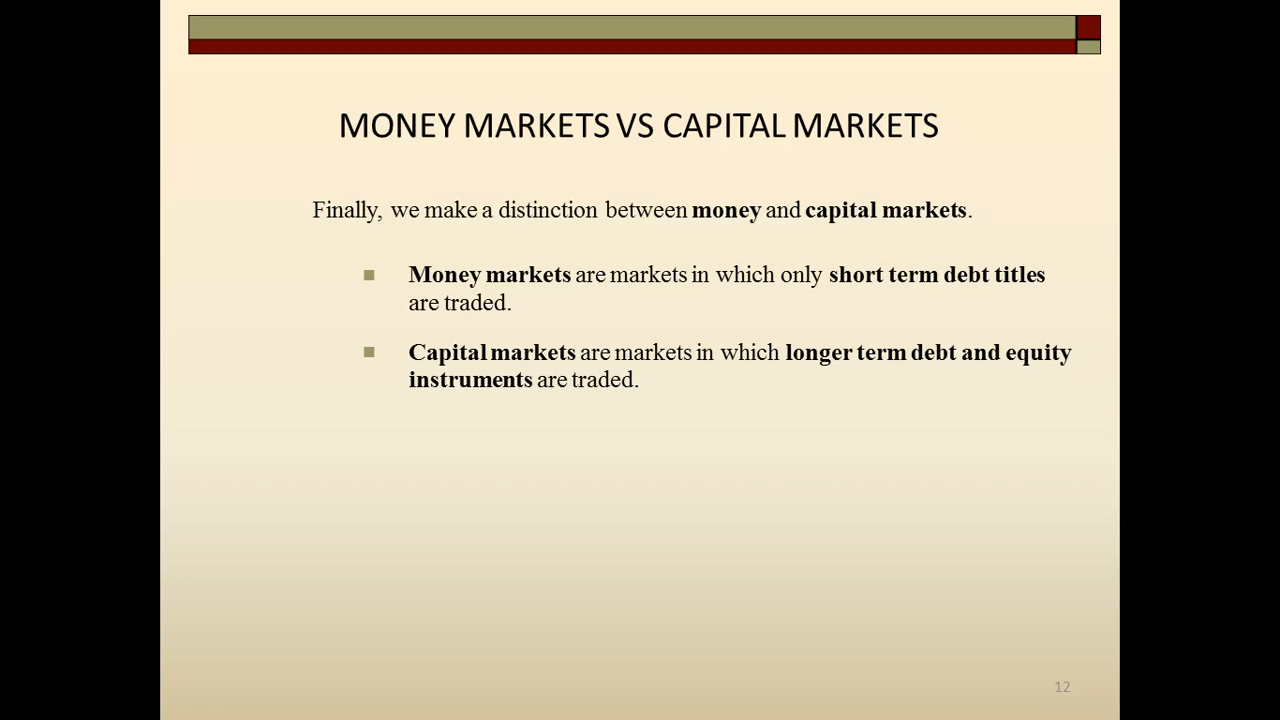 MONEY MARKETS VS CAPITAL MARKETS
Finally, we make a distinction between money and capital markets.
Money markets are markets in which only short term debt titles
are traded.
Capital markets are markets in which longer term debt and equity
instruments are traded.
12